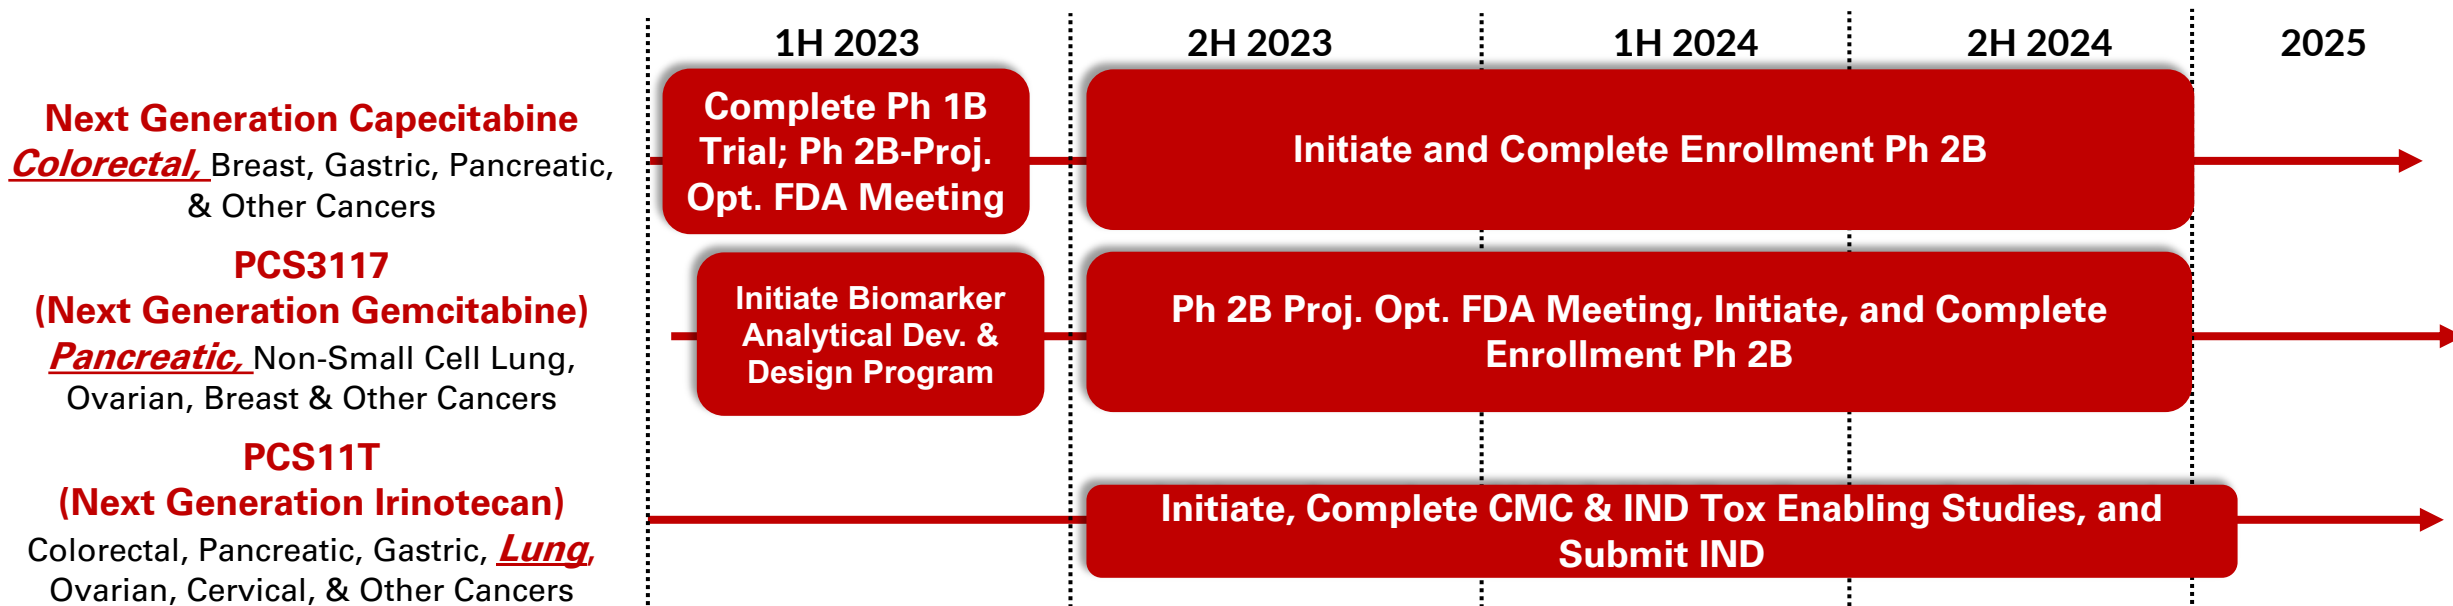 1H 2023
2H 2023
1H 2024
2H 2024
2025
Next Generation Capecitabine
Colorectal, Breast, Gastric, Pancreatic,
& Other Cancers
Complete Ph 1B
Trial; Ph 2B-Proj.
Opt. FDA Meeting
Initiate and Complete Enrollment Ph 2B
PCS3117
(Next Generation Gemcitabine)
Pancreatic, Non-Small Cell Lung,
Ovarian, Breast & Other Cancers
Initiate Biomarker
Analytical Dev. &
Design Program
Ph 2B Proj. Opt. FDA Meeting, Initiate, and Complete
Enrollment Ph 2B
PCS11T
(Next Generation Irinotecan)
Colorectal, Pancreatic, Gastric, Lung,
Ovarian, Cervical, & Other Cancers
Initiate, Complete CMC & IND Tox Enabling Studies, and
Submit IND